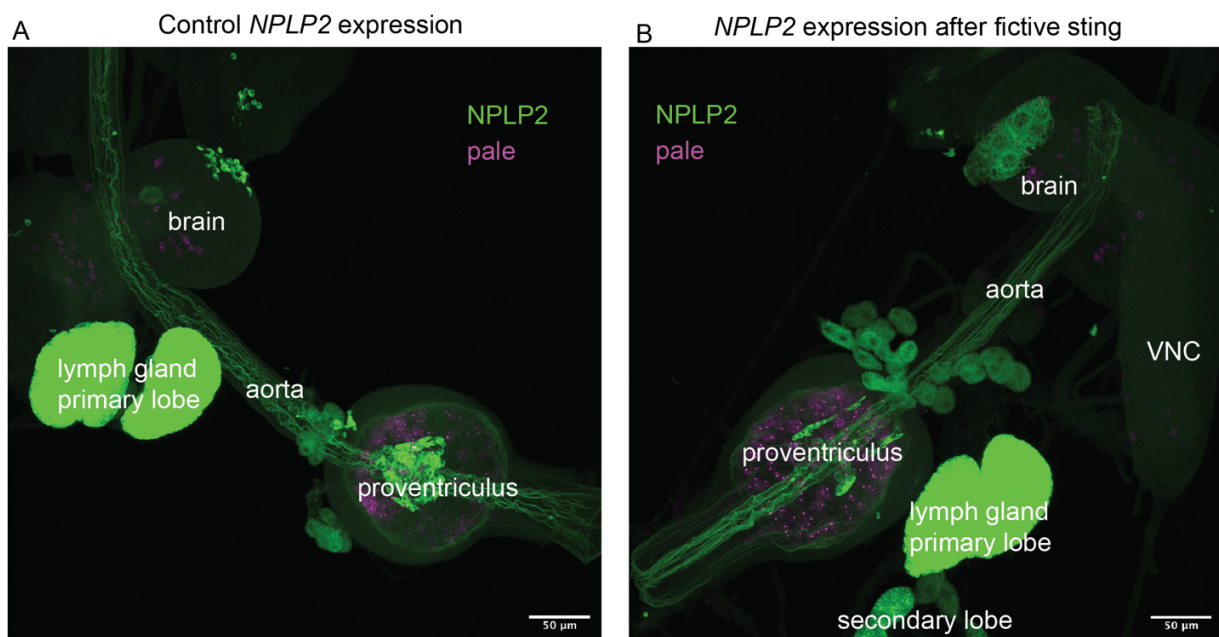 A
Control NPLP2 expression
NPLP2
pale
brain
lymph gland
primary lobe
aorta
proventriculus
50 µm
B
NPLP2 expression after fictive sting
NPLP2
pale
brain
aorta
VNC
proventriculus
lymph gland
primary lobe
secondary lobe
50 µm